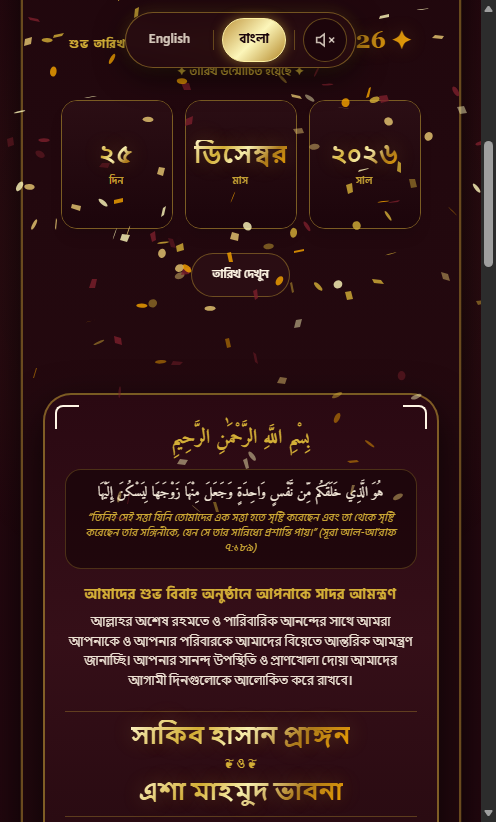 English
বাংলা
শুভ তারিখ
26 ✦
✦ তারিখ উন্মোচিত হয়েছে ✦
২৫
দিন
ডিসেম্বর
মাস
২০২৬
সাল
তারিখ দেখুন
بِسْمِ اللَّهِ الرَّحْمَٰنِ الرَّحِيمِ
هُوَ الَّذِي خَلَقَكُم مِّن نَّفْسٍ وَاحِدَةٍ وَجَعَلَ مِنْهَا زَوْجَهَا لِيَسْكُنَ إِلَيْهَا
"তিনিই সেই সত্তা যিনি তোমাদের এক সত্তা হতে সৃষ্টি করেছেন এবং তা থেকে সৃষ্টি
করেছেন তার সঙ্গিনীকে, যেন সে তার সান্নিধ্যে প্রশান্তি পায়।" (সূরা আল-আ'রাফ
৭:১৮৯)
আমাদের শুভ বিবাহ অনুষ্ঠানে আপনাকে সাদর আমন্ত্রণ
আল্লাহর অশেষ রহমতে ও পারিবারিক আনন্দের সাথে আমরা
আপনাকে ও আপনার পরিবারকে আমাদের বিয়েতে আন্তরিক আমন্ত্রণ
জানাচ্ছি। আপনার সানন্দ উপস্থিতি ও প্রাণখোলা দোয়া আমাদের
আগামী দিনগুলোকে আলোকিত করে রাখবে।
সাকিব হাসান প্রাঙ্গন
❦ ও ❦
এশা মাহমুদ ভাবনা